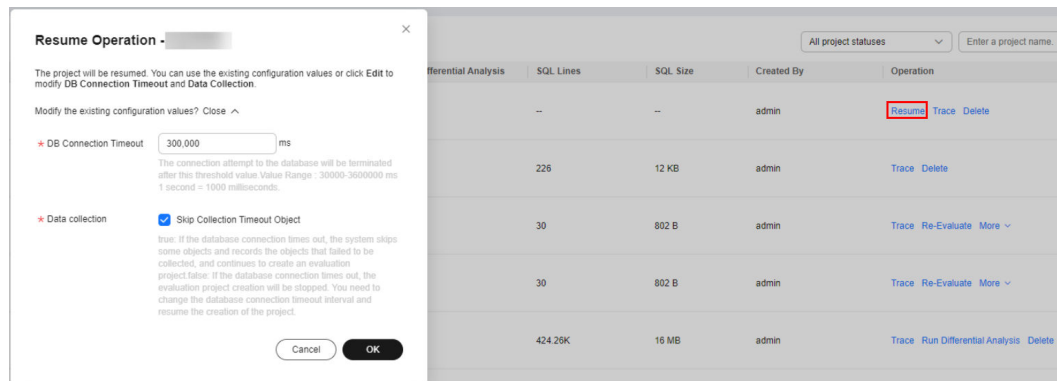 Resume Operation -
The project will be resumed. You can use the existing configuration values or click Edit to
modify DB Connection Timeout and Data Collection.
Modify the existing configuration values? Close
* DB Connection Timeout 300,000 ms
The connection attempt to the database will be terminated
after this threshold value.Value Range : 30000-3600000 ms
1 second = 1000 milliseconds.
* Data collection Skip Collection Timeout Object
true: If the database connection times out, the system skips
some objects and records the objects that failed to be
collected, and continues to create an evaluation
project.false: If the database connection times out, the
evaluation project creation will be stopped. You need to
change the database connection timeout interval and
resume the creation of the project.
Cancel OK
All project statuses Enter a project name.
fferential Analysis SQL Lines SQL Size Created By Operation
-- -- admin Resume Trace Delete
226 12 KB admin Trace Delete
30 802 B admin Trace Re-Evaluate More
30 802 B admin Trace Re-Evaluate More
424.26K 16 MB admin Trace Run Differential Analysis Delete